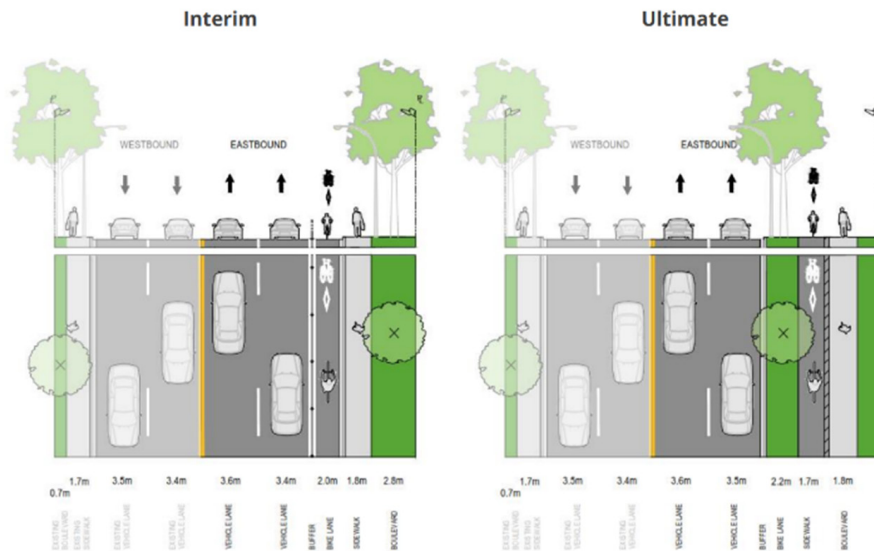 Interim
Ultimate
WESTBOUND
EASTBOUND
WESTBOUND
EASTBOUND
0.7m
1.7m
3.5m
3.4m
3.6m
3.4m
2.0m
1.8m
2.8m
0.7m
1.7m
3.5m
3.4m
3.6m
3.5m
2.2m
1.7m
1.8m
EXISTING
BOULEVARD
EXISTING
SIDEWALK
EXISTING
VEHICLE LANE
EXISTING
VEHICLE LANE
VEHICLE LANE
VEHICLE LANE
BUFFER
BIKE LANE
SIDEWALK
BOULEVARD
EXISTING
BOULEVARD
EXISTING
SIDEWALK
EXISTING
VEHICLE LANE
EXISTING
VEHICLE LANE
VEHICLE LANE
VEHICLE LANE
BUFFER
BIKE LANE
SIDEWALK
BOULEVARD